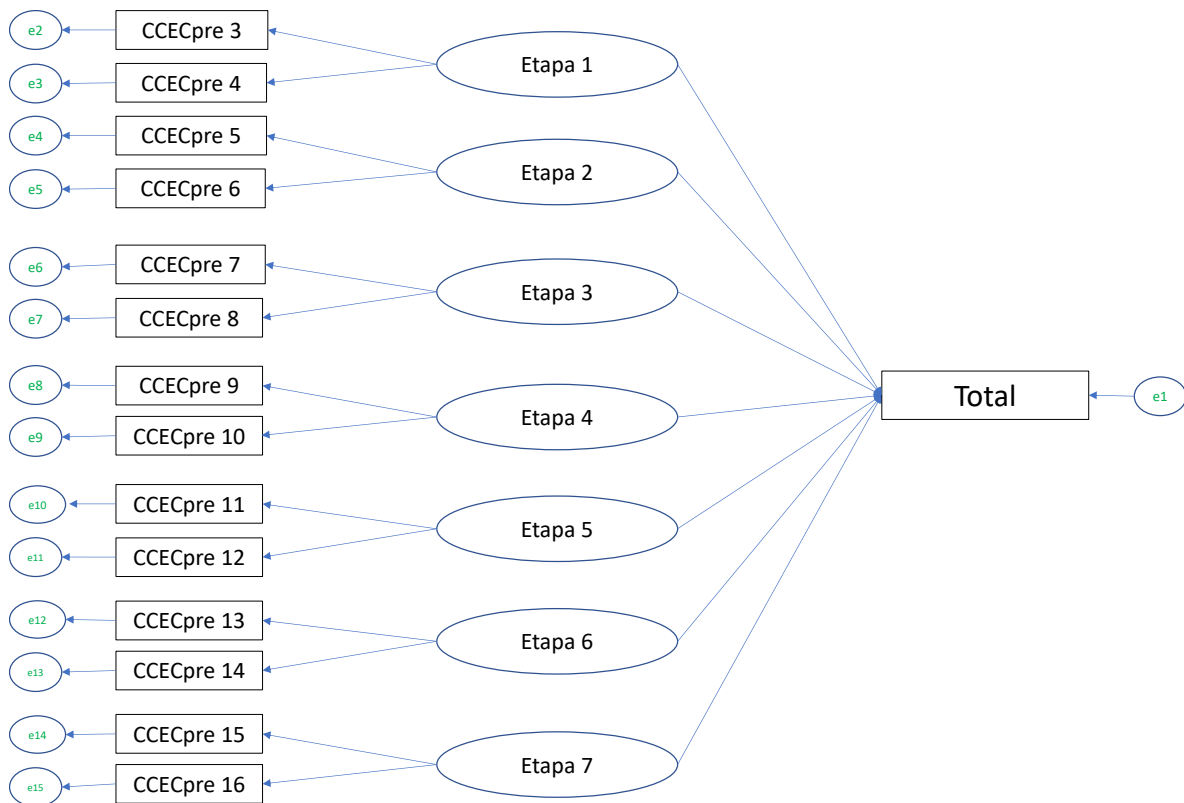 e2
CCECpre 3
Etapa 1
e3
CCECpre 4
e4
CCECpre 5
Etapa 2
e5
CCECpre 6
e6
CCECpre 7
Etapa 3
e7
CCECpre 8
e8
CCECpre 9
Etapa 4
e9
CCECpre 10
Total
e1
e10
CCECpre 11
Etapa 5
e11
CCECpre 12
e12
CCECpre 13
Etapa 6
e13
CCECpre 14
e14
CCECpre 15
Etapa 7
e15
CCECpre 16